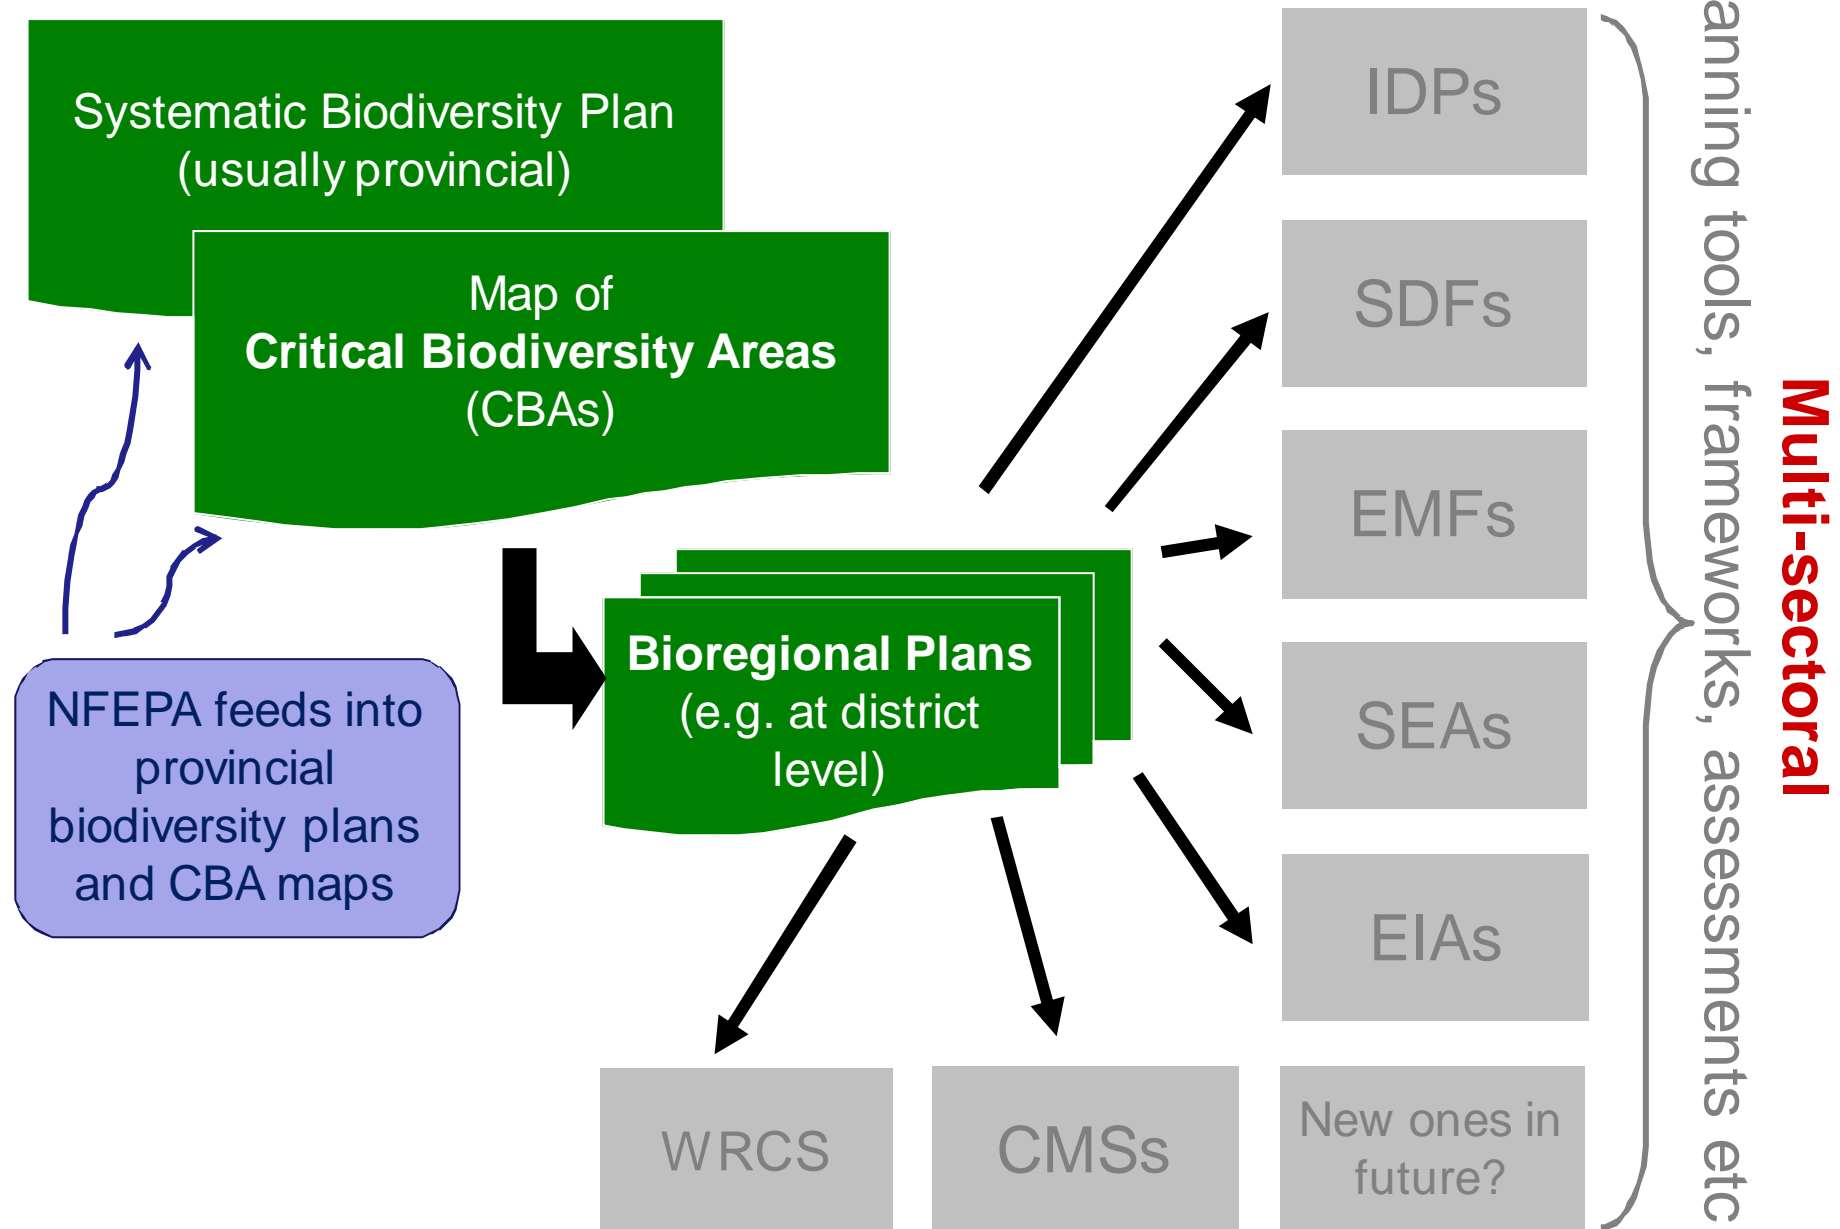 Systematic Biodiversity Plan
(usually provincial)
Map of
Critical Biodiversity Areas
(CBAs)
NFEPA feeds into
provincial
biodiversity plans
and CBA maps
Bioregional Plans
(e.g. at district
level)
IDPs
SDFs
EMFs
SEAs
EIAs
WRCS
CMSs
New ones in
future?
anning tools, frameworks, assessments etc
Multi-sectoral